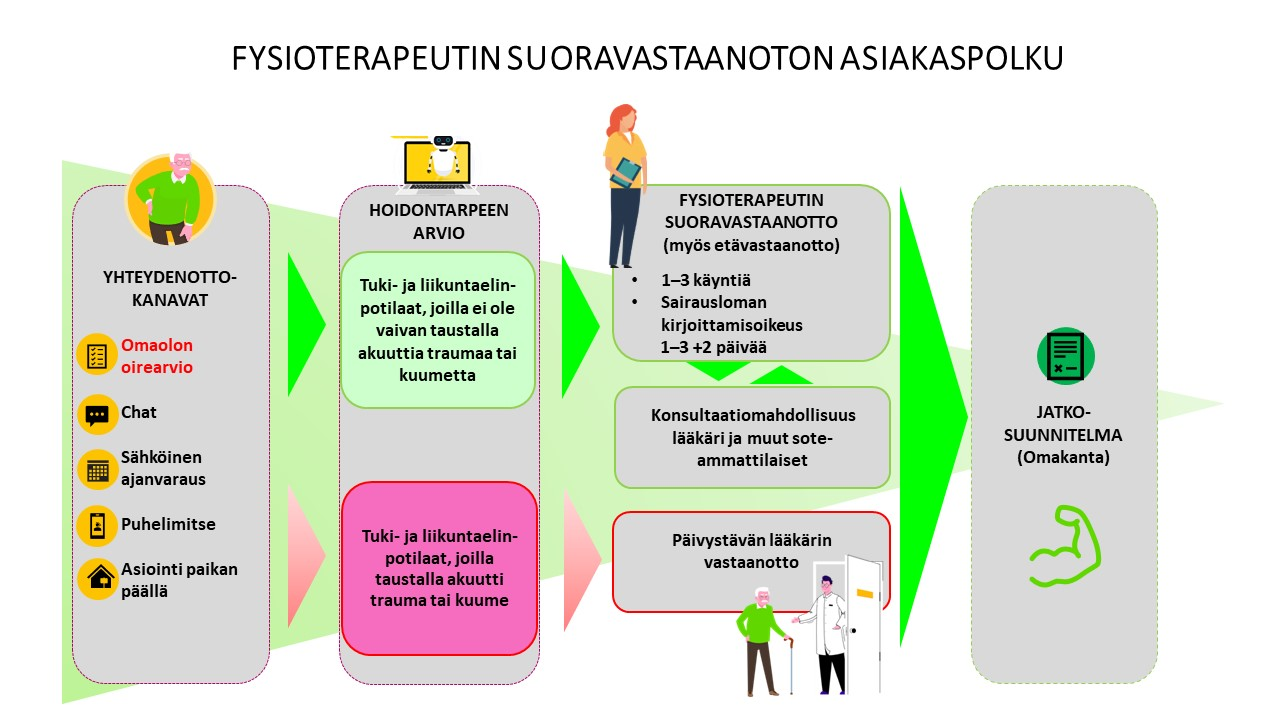 FYSIOTERAPEUTIN SUORAVASTAANOTON ASIAKASPOLKU
YHTEYDENOTTO-
KANAVAT
Omaolon
oirearvio
Chat
Sähköinen
ajanvaraus
Puhelimitse
Asiointi paikan
päällä
HOIDONTARPEEN
ARVIO
Tuki- ja liikuntaelin-
potilaat, joilla ei ole
vaivan taustalla
akuuttia traumaa tai
kuumetta
Tuki- ja liikuntaelin-
potilaat, joilla
taustalla akuutti
trauma tai kuume
FYSIOTERAPEUTIN
SUORAVASTAANOTTO
(myös etävastaanotto)
• 1–3 käyntiä
• Sairausloman
kirjoittamisoikeus
1–3 +2 päivää
Konsultaatiomahdollisuus
lääkäri ja muut sote-
ammattilaiset
Päivystävän lääkärin
vastaanotto
JATKO-
SUUNNITELMA
(Omakanta)